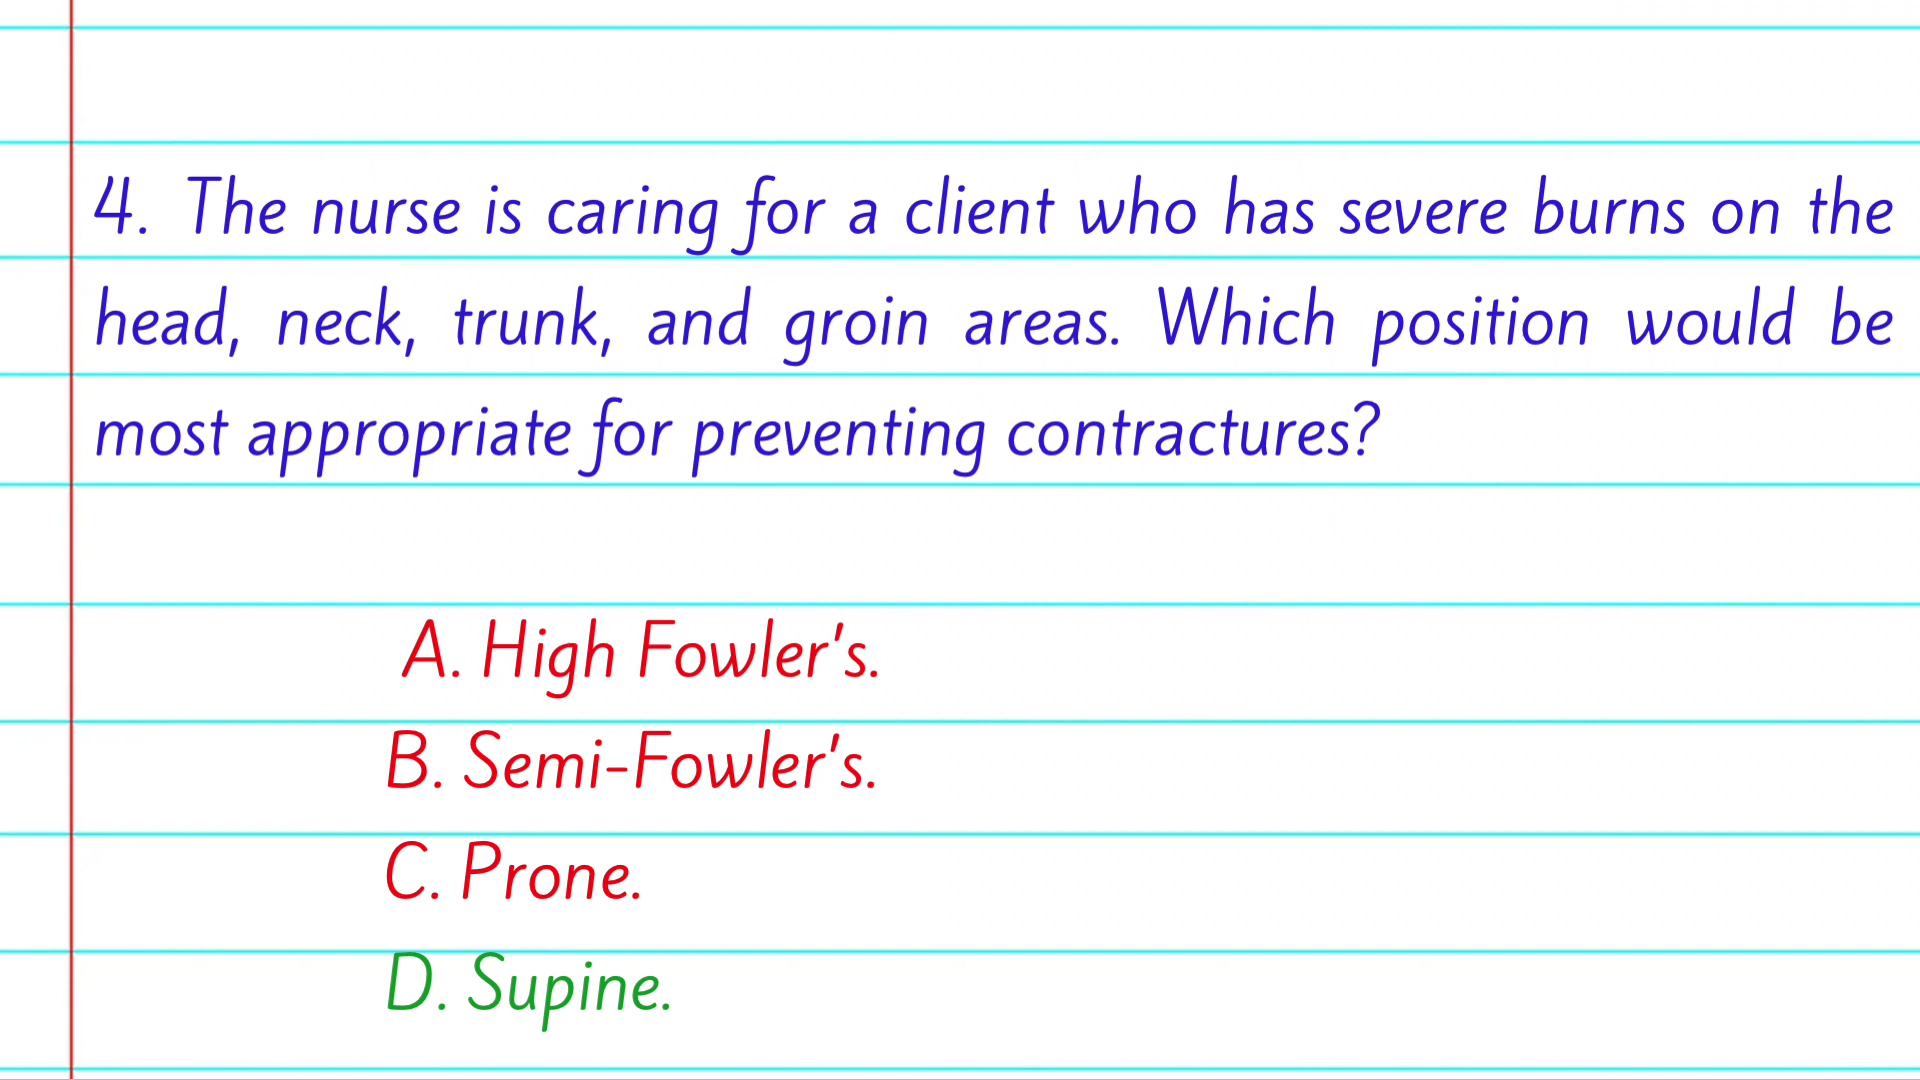 4. The nurse is caring for a client who has severe burns on the
head, neck, trunk, and groin areas. Which position would be
most appropriate for preventing contractures?
A. High Fowler's.
B. Semi-Fowler's.
C. Prone.
D. Supine.